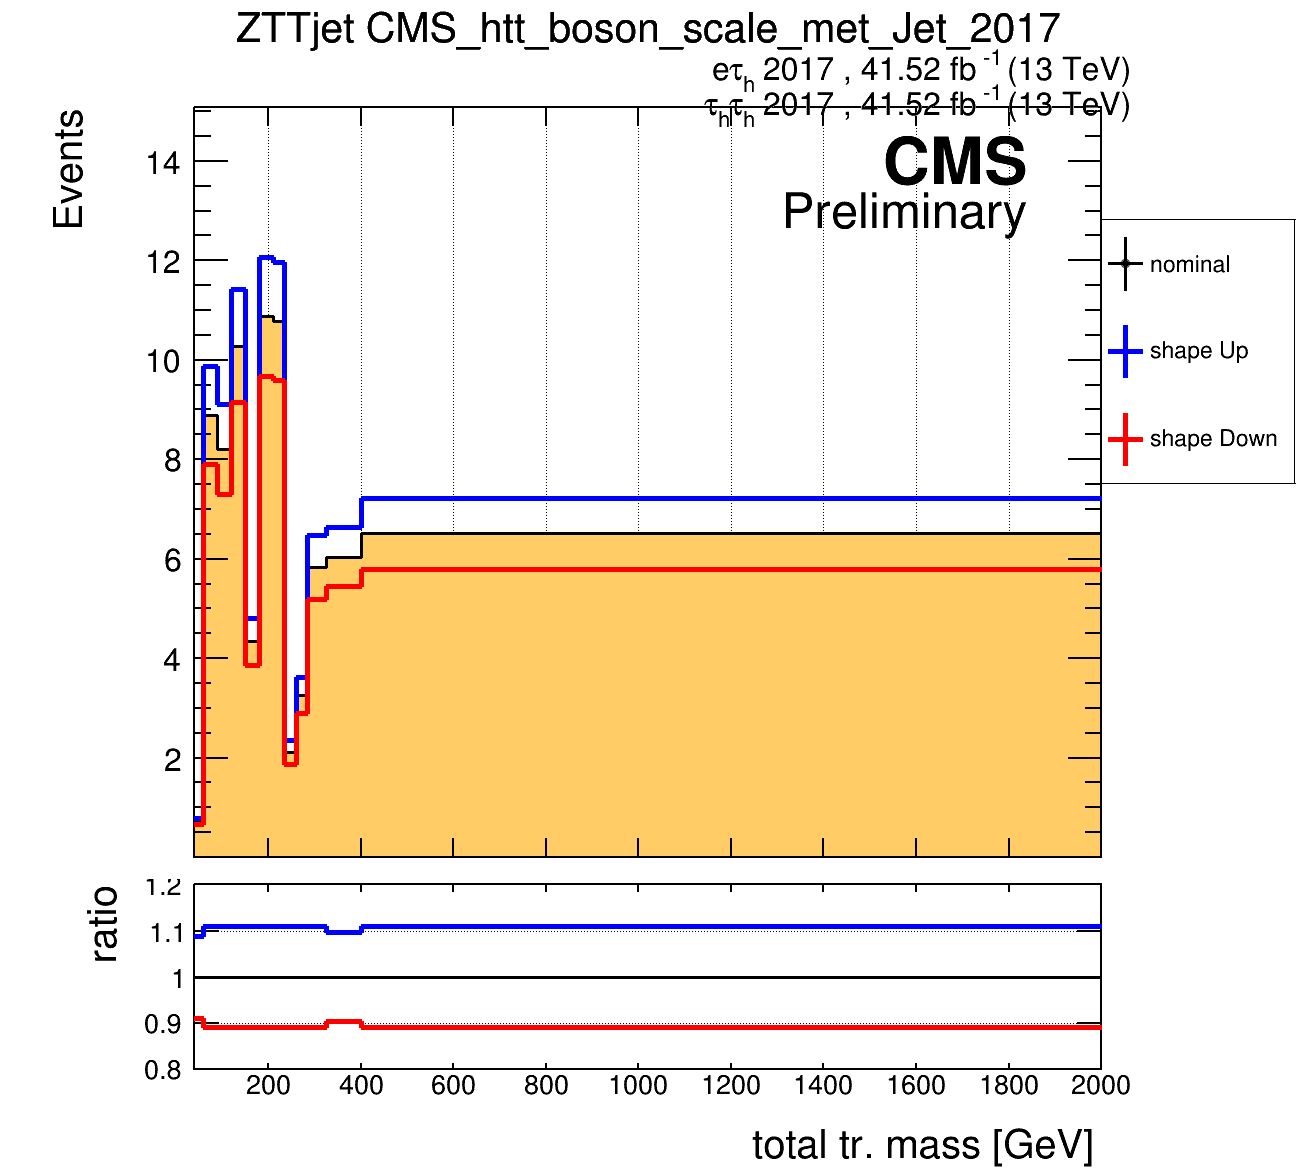 ZTTjet CMS_htt_boson_scale_met_Jet_2017
eτh 2017 , 41.52 fb-1 (13 TeV)
τhτh 2017 , 41.52 fb-1 (13 TeV)
CMS
Preliminary
Events
14
12
10
8
6
4
2
nominal
shape Up
shape Down
ratio
1.2
1.1
1
0.9
0.8
200 400 600 800 1000 1200 1400 1600 1800 2000
total tr. mass [GeV]